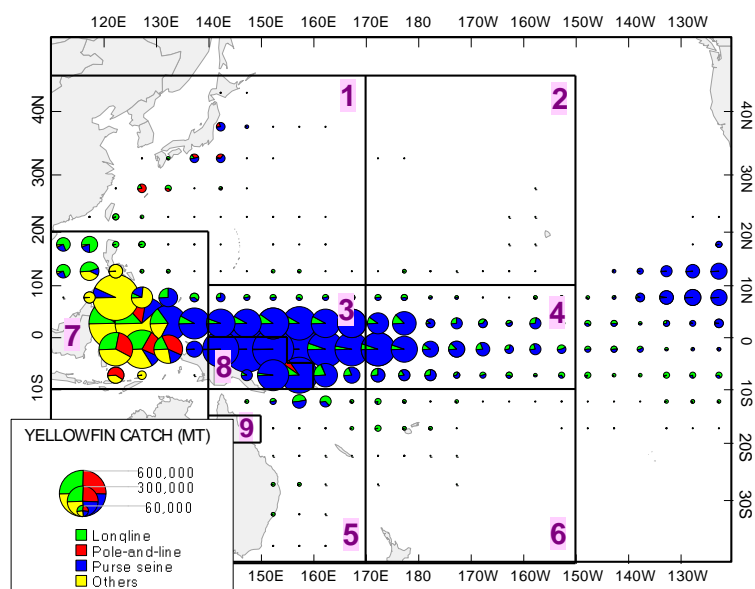 120E 130E 140E 150E 160E 170E 180 170W 160W 150W 140W 130W
40N 30N 20N 10N 0 10S
40N 30N 20N 10N 0 10S 20S 30S
1 2
3 4
7 8
9
5 6
YELLOWFIN CATCH (MT)
600,000
300,000
60,000
Longline
Pole-and-line
Purse seine
Others
150E 160E 170E 180 170W 160W 150W 140W 130W